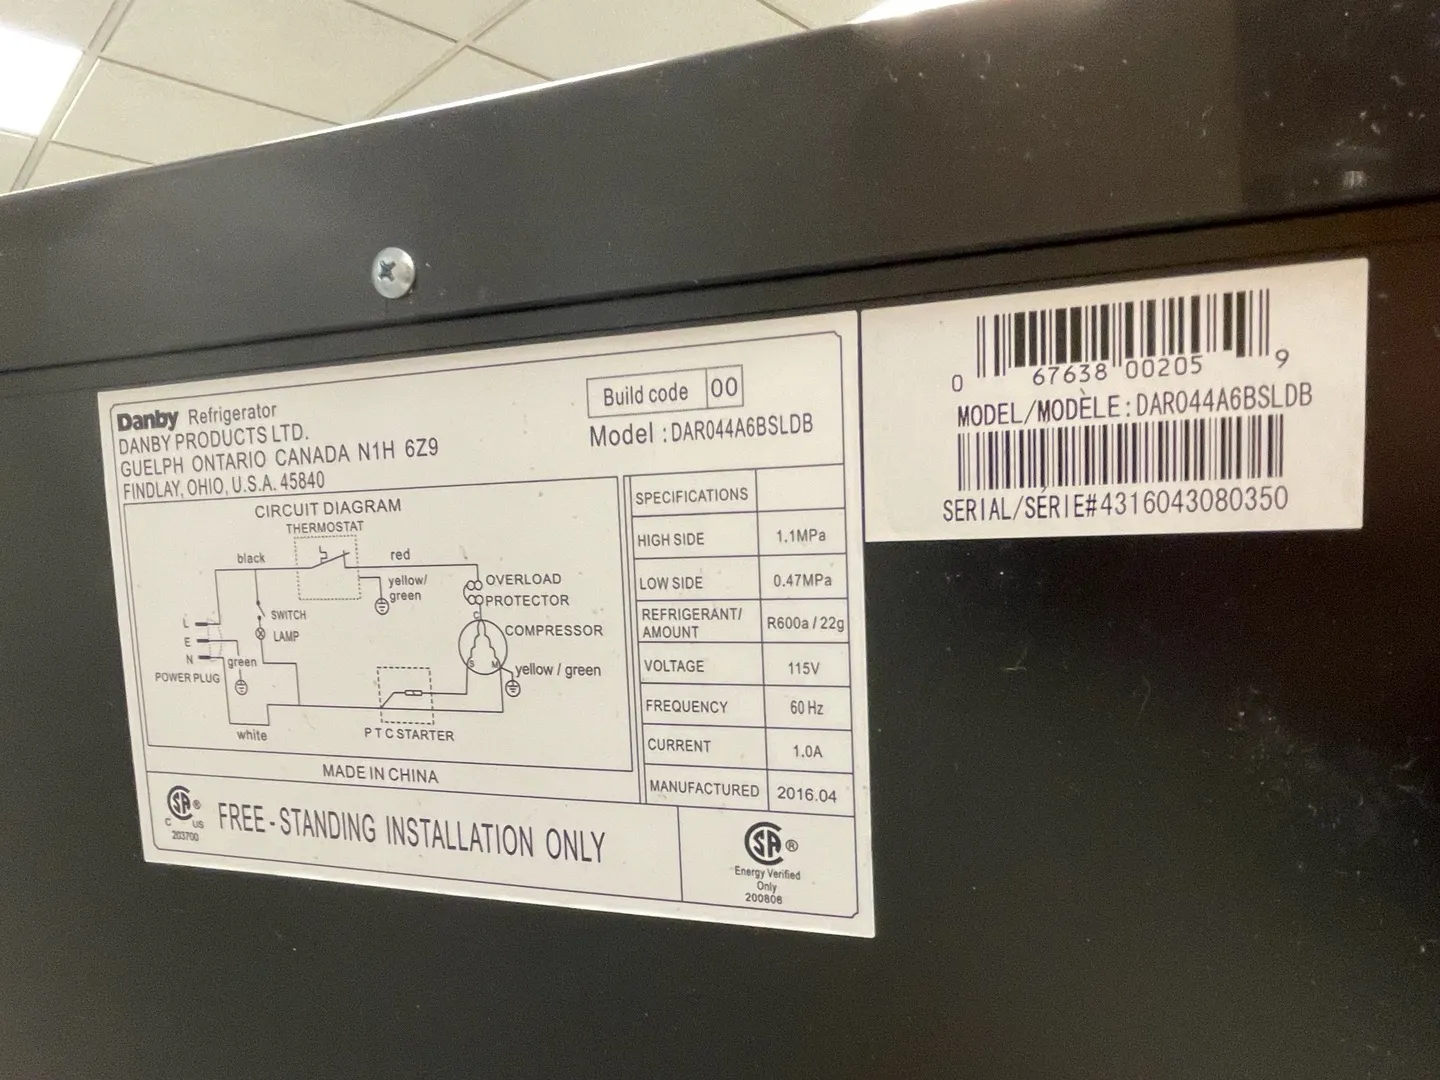 Danby Refrigerator
DANBY PRODUCTS LTD.
GUELPH ONTARIO CANADA N1H 6Z9
FINDLAY, OHIO, U.S.A. 45840
Build code 00
Model : DAR044A6BSLDB
CIRCUIT DIAGRAM
THERMOSTAT
black
red
yellow/
green
OVERLOAD
PROTECTOR
SWITCH
LAMP
C
COMPRESSOR
S M
yellow / green
L
E
N
green
POWER PLUG
white
P T C STARTER
MADE IN CHINA
SPECIFICATIONS
HIGH SIDE 1.1MPa
LOW SIDE 0.47MPa
REFRIGERANT/
AMOUNT R600a / 22g
VOLTAGE 115V
FREQUENCY 60 Hz
CURRENT 1.0A
MANUFACTURED 2016.04
SA ®
C US
203700
FREE-STANDING INSTALLATION ONLY
SA ®
Energy Verified
Only
200806
0 67638 00205 9
MODEL/MODÈLE:DAR044A6BSLDB
SERIAL/SÉRIE#4316043080350